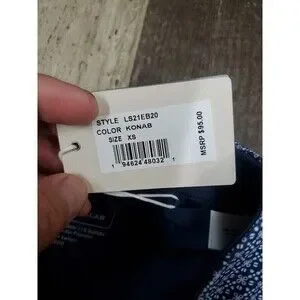 STYLE LS21EB20
COLOR KONAB
SIZE XS
1 94624 48032 1
MSRP $95.00